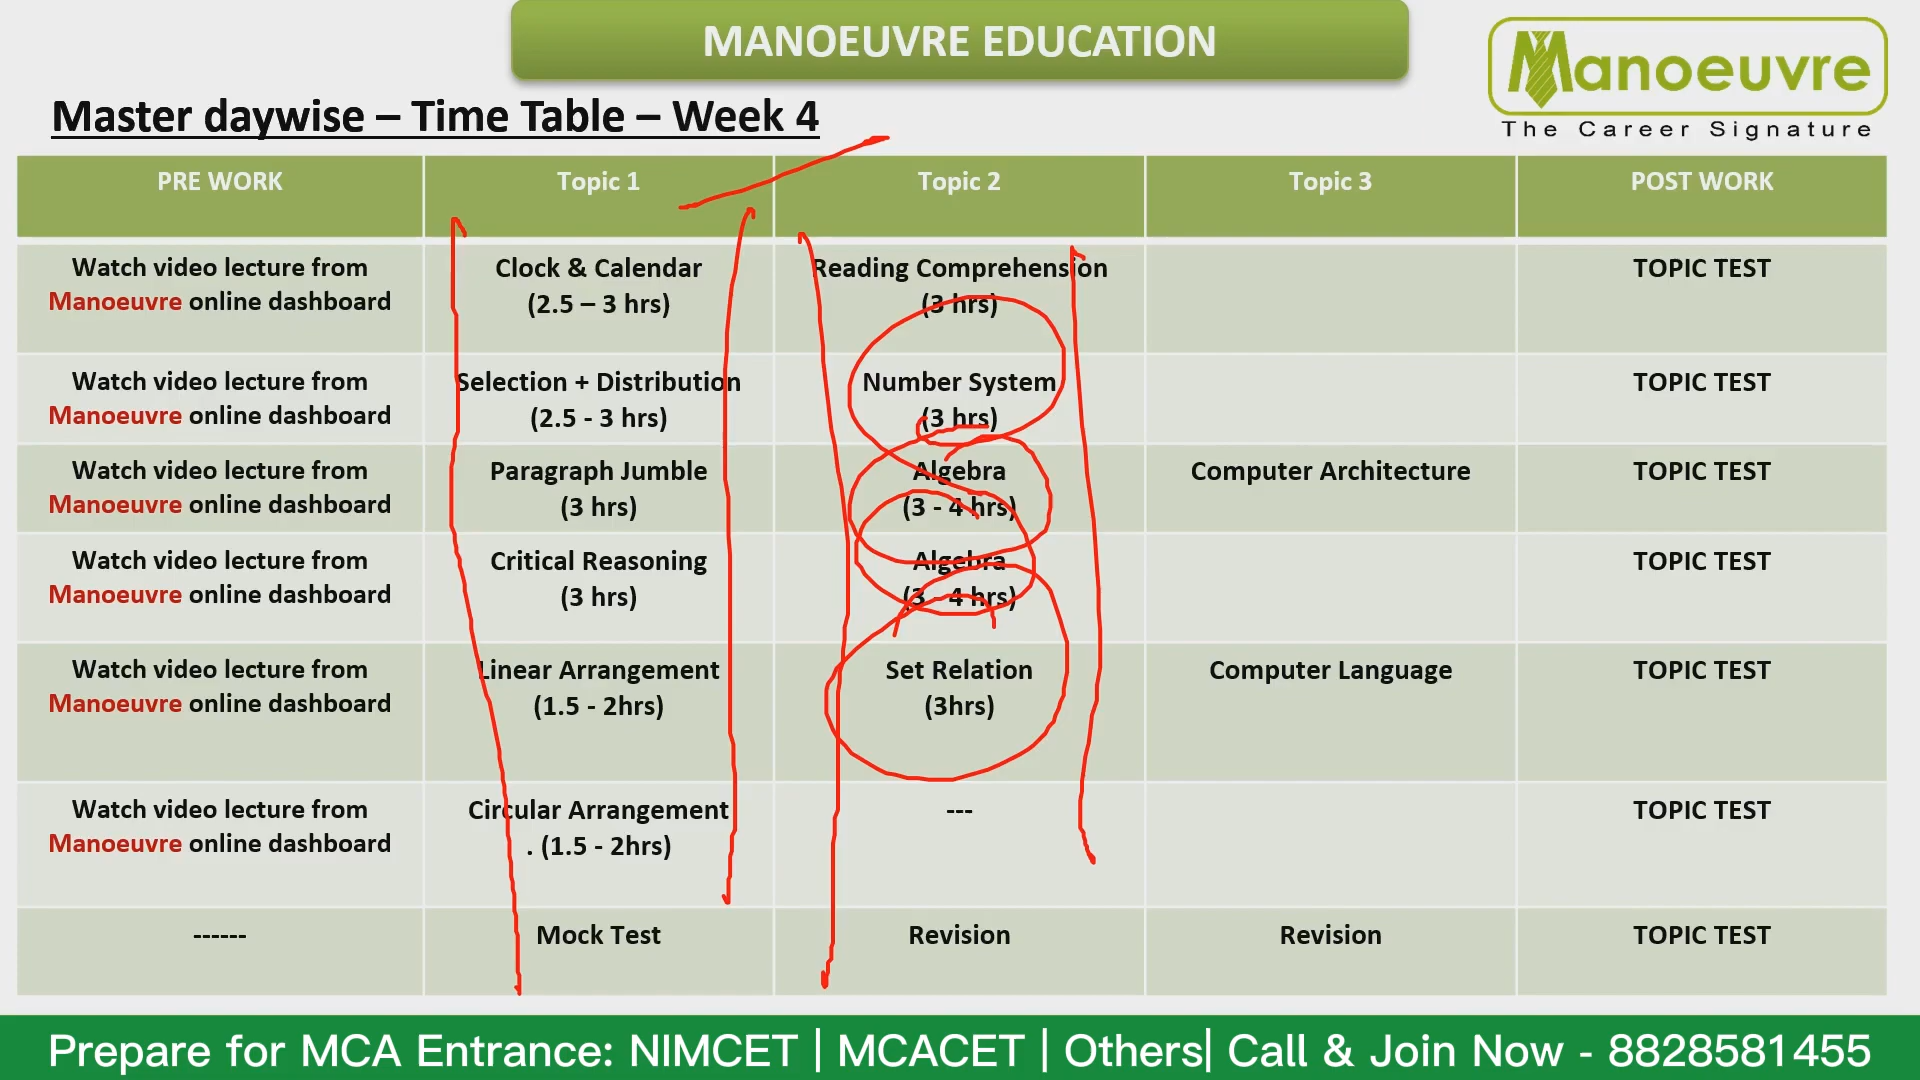 MANOEUVRE EDUCATION
Manoeuvre
The Career Signature
Master daywise – Time Table – Week 4
PRE WORK Topic 1 Topic 2 Topic 3 POST WORK
Watch video lecture from Clock & Calendar Reading Comprehension TOPIC TEST
Manoeuvre online dashboard (2.5 – 3 hrs) (3 hrs)
Watch video lecture from Selection + Distribution Number System TOPIC TEST
Manoeuvre online dashboard (2.5 - 3 hrs) (3 hrs)
Watch video lecture from Paragraph Jumble Algebra Computer Architecture TOPIC TEST
Manoeuvre online dashboard (3 hrs) (3 - 4 hrs)
Watch video lecture from Critical Reasoning Algebra TOPIC TEST
Manoeuvre online dashboard (3 hrs) (3 - 4 hrs)
Watch video lecture from Linear Arrangement Set Relation Computer Language TOPIC TEST
Manoeuvre online dashboard (1.5 - 2hrs) (3hrs)
Watch video lecture from Circular Arrangement --- TOPIC TEST
Manoeuvre online dashboard . (1.5 - 2hrs)
------ Mock Test Revision Revision TOPIC TEST
Prepare for MCA Entrance: NIMCET | MCACET | Others| Call & Join Now - 8828581455